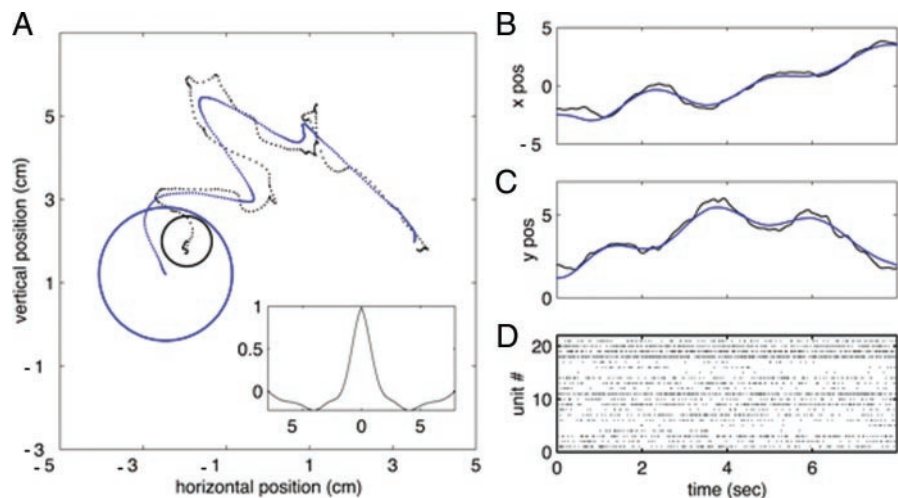 A
vertical position (cm)
5
3
1
- 1
- 3
- 5
- 3
- 1
1
3
5
horizontal position (cm)
1
0.5
0
5
0
5
B
x pos
5
0
- 5
C
y pos
5
0
D
unit #
20
10
0
0
2
4
6
time (sec)